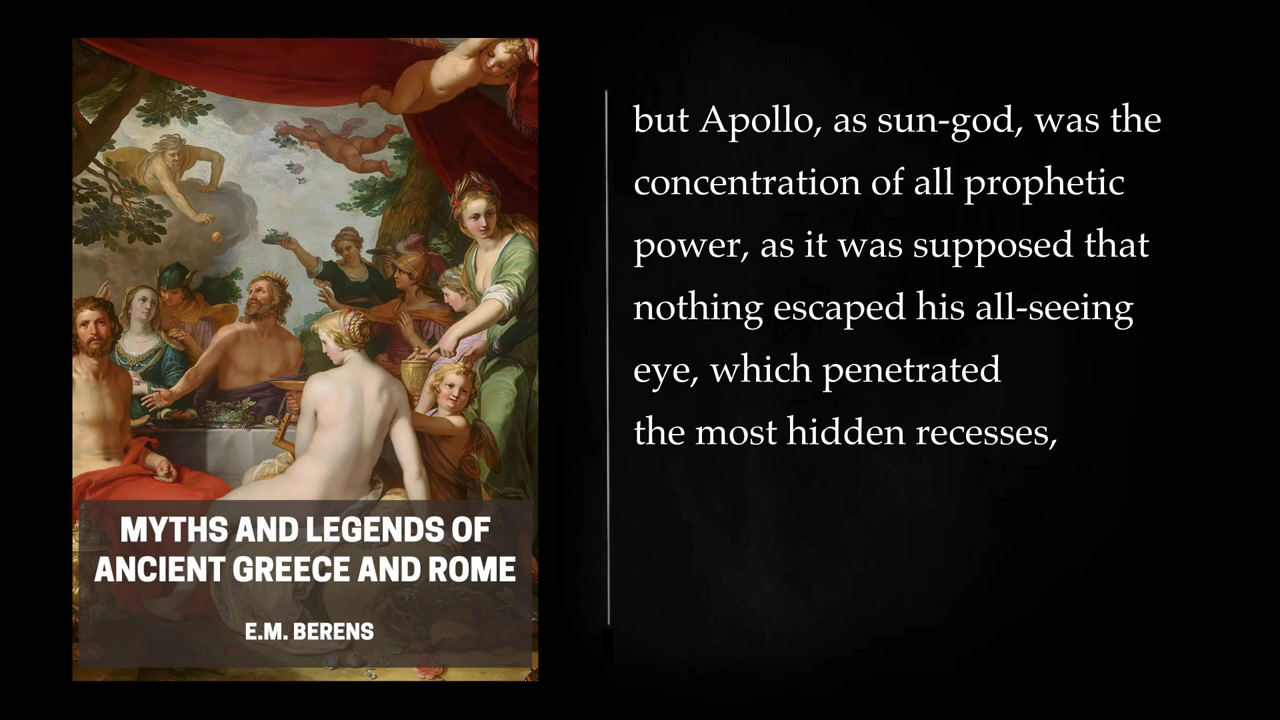 MYTHS AND LEGENDS OF
ANCIENT GREECE AND ROME
E.M. BERENS
but Apollo, as sun-god, was the
concentration of all prophetic
power, as it was supposed that
nothing escaped his all-seeing
eye, which penetrated
the most hidden recesses,